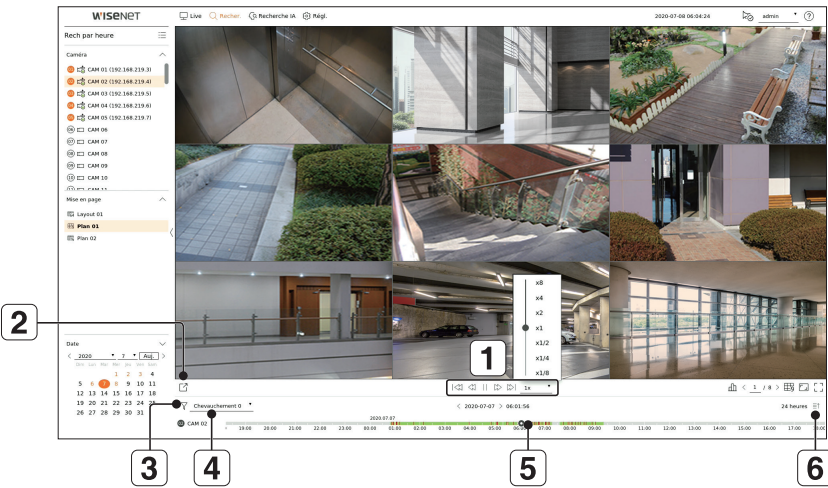 WISENET
Live Recher. Recherche IA Régl.
2020-07-08 06:04:24
admin
?
Rech par heure
Caméra
CAM 01 (192.168.219.3)
CAM 02 (192.168.219.4)
CAM 03 (192.168.219.5)
CAM 04 (192.168.219.6)
CAM 05 (192.168.219.7)
06 CAM 06
07 CAM 07
08 CAM 08
09 CAM 09
10 CAM 10
CAM 11
Mise en page
Layout 01
Plan 01
Plan 02
x8
x4
x2
x1
x1/2
x1/4
x1/8
1
2
Date
2020 7 Auj.
1 2 3 4
5 6 7 8 9 10 11
12 13 14 15 16 17 18
19 20 21 22 23 24 25
26 27 28 29 30 31
1x
1 / 8
Chevauchement 0
2020-07-07 06:01:56
24 heures
2020.07.07
CAM 02
19:00 20:00 21:00 22:00 23:00 00:00 01:00 02:00 03:00 04:00 05:00 06:00 07:00 08:00 09:00 10:00 11:00 12:00 13:00 14:00 15:00 16:00 17:00
3
4
5
6